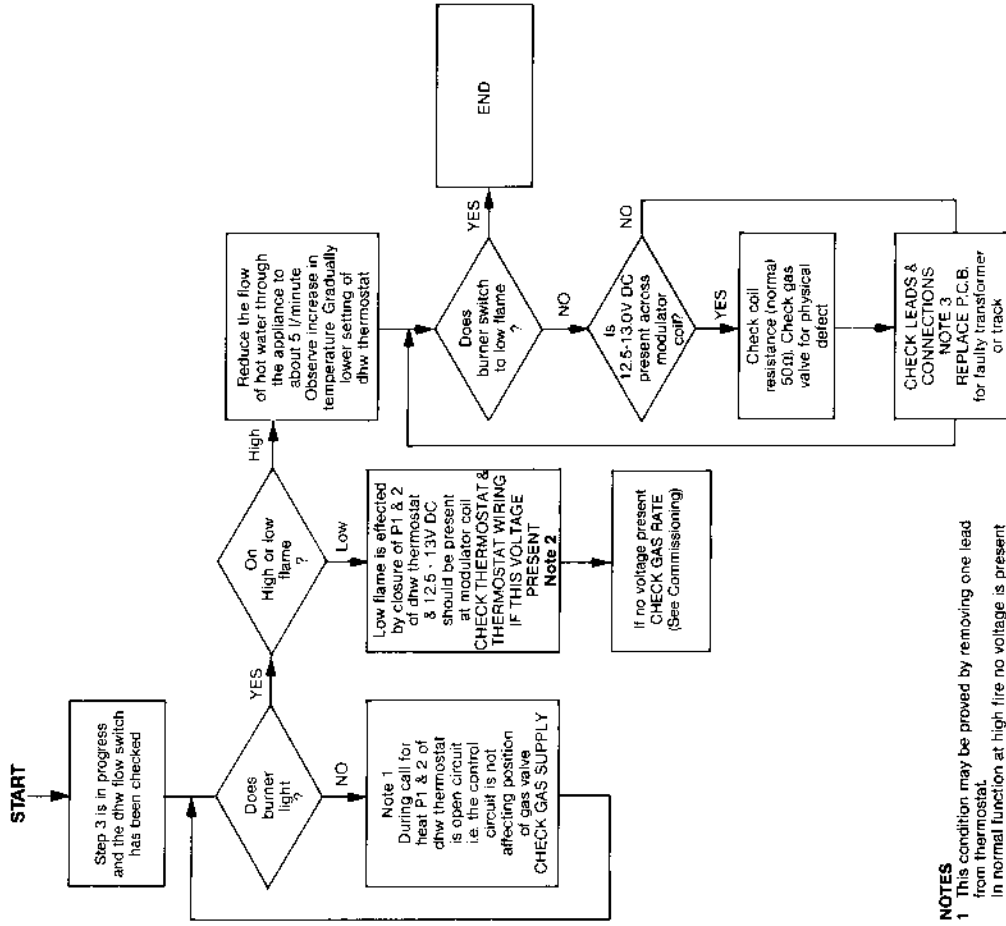 START
Step 3 is in progress
and the dhw flow switch
has been checked
Does
burner
light
?
YES
NO
Note 1
During call for
heat P1 & 2 of
dhw thermostat
is open circuit
i.e. the control
circuit is not
affecting position
of gas valve
CHECK GAS SUPPLY
On
High or low
flame
?
High
Low
Low flame is effected
by closure of P1 & 2
of dhw thermostat
& 12.5 - 13V DC
should be present
at modulator coil
CHECK THERMOSTAT &
THERMOSTAT WIRING
IF THIS VOLTAGE
PRESENT
Note 2
If no voltage present
CHECK GAS RATE
(See Commissioning)
Reduce the flow
of hot water through
the appliance to
about 5 l/minute
Observe increase in
temperature Gradually
lower setting of
dhw thermostat
Does
burner switch
to low flame
?
YES
NO
END
Is
12.5-13.0V DC
present across
modulator
coil?
NO
YES
Check coil
resistance (normal)
50Ω). Check gas
valve for physical
defect
CHECK LEADS &
CONNECTIONS
NOTE 3
REPLACE P.C.B.
for faulty transformer
or track
NOTES
1 This condition may be proved by removing one lead
from thermostat.
In normal function at high fire no voltage is present